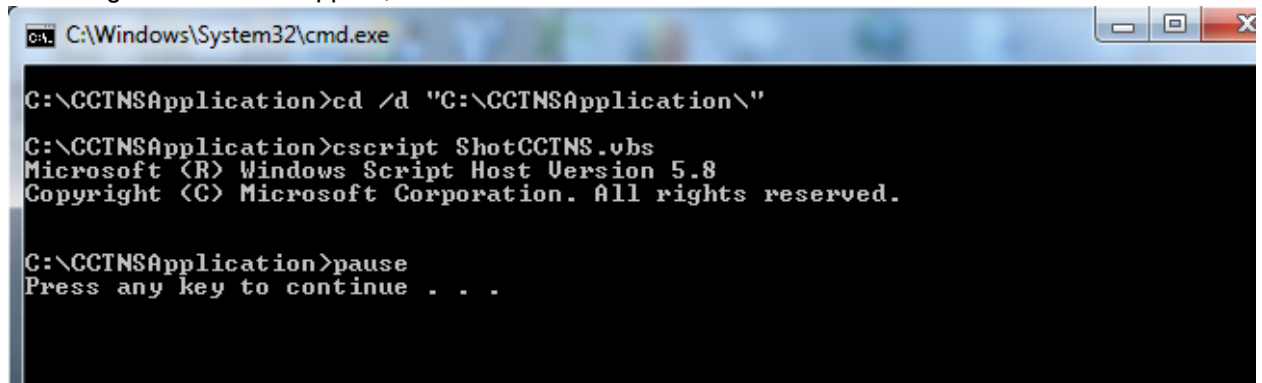 C:\Windows\System32\cmd.exe
C:\CCTNSApplication>cd /d "C:\CCTNSApplication\"
C:\CCTNSApplication>cscript ShotCCTNS.vbs
Microsoft (R) Windows Script Host Version 5.8
Copyright (C) Microsoft Corporation. All rights reserved.
C:\CCTNSApplication>pause
Press any key to continue . . .